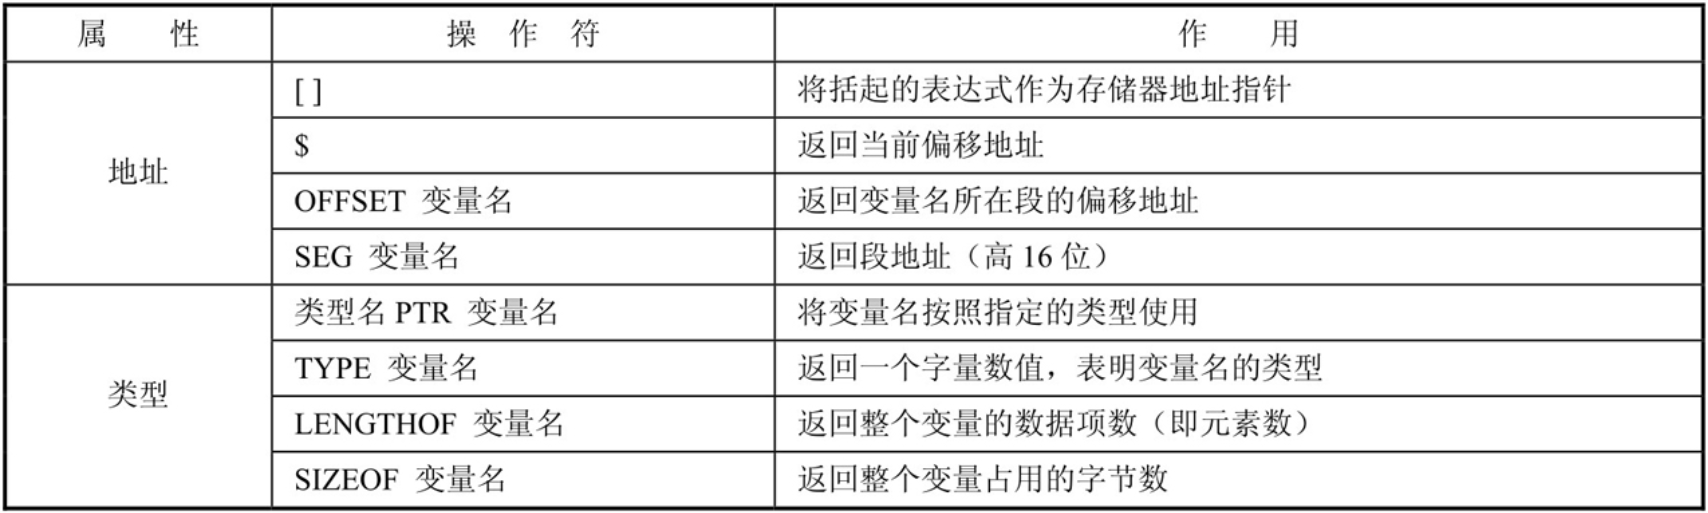 属 性 操 作 符 作 用
地址
[ ] 将括起的表达式作为存储器地址指针
$ 返回当前偏移地址
OFFSET 变量名 返回变量名所在段的偏移地址
SEG 变量名 返回段地址（高 16 位）
类型
类型名 PTR 变量名 将变量名按照指定的类型使用
TYPE 变量名 返回一个字量数值，表明变量名的类型
LENGTHOF 变量名 返回整个变量的数据项数（即元素数）
SIZEOF 变量名 返回整个变量占用的字节数